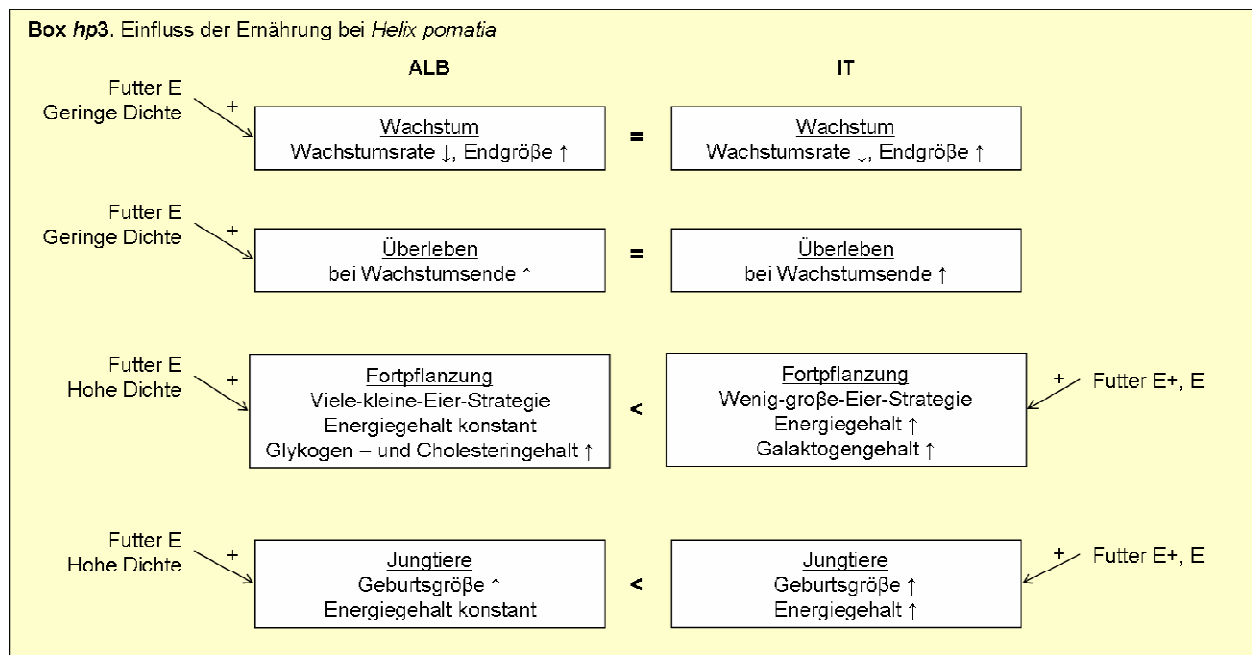 Box hp3. Einfluss der Ernährung bei Helix pomatia
ALB
IT
Futter E
Geringe Dichte
+
Wachstum
Wachstumsrate ↓, Endgröße ↑
=
Wachstum
Wachstumsrate ↓, Endgröße ↑
Futter E
Geringe Dichte
+
Überleben
bei Wachstumsende ↑
=
Überleben
bei Wachstumsende ↑
Futter E
Hohe Dichte
+
Fortpflanzung
Viele-kleine-Eier-Strategie
Energiegehalt konstant
Glykogen – und Cholesteringehalt ↑
<
Fortpflanzung
Wenig-große-Eier-Strategie
Energiegehalt ↑
Galaktogengehalt ↑
+
Futter E+, E
Futter E
Hohe Dichte
+
Jungtiere
Geburtsgröße ↑
Energiegehalt konstant
<
Jungtiere
Geburtsgröße ↑
Energiegehalt ↑
+
Futter E+, E